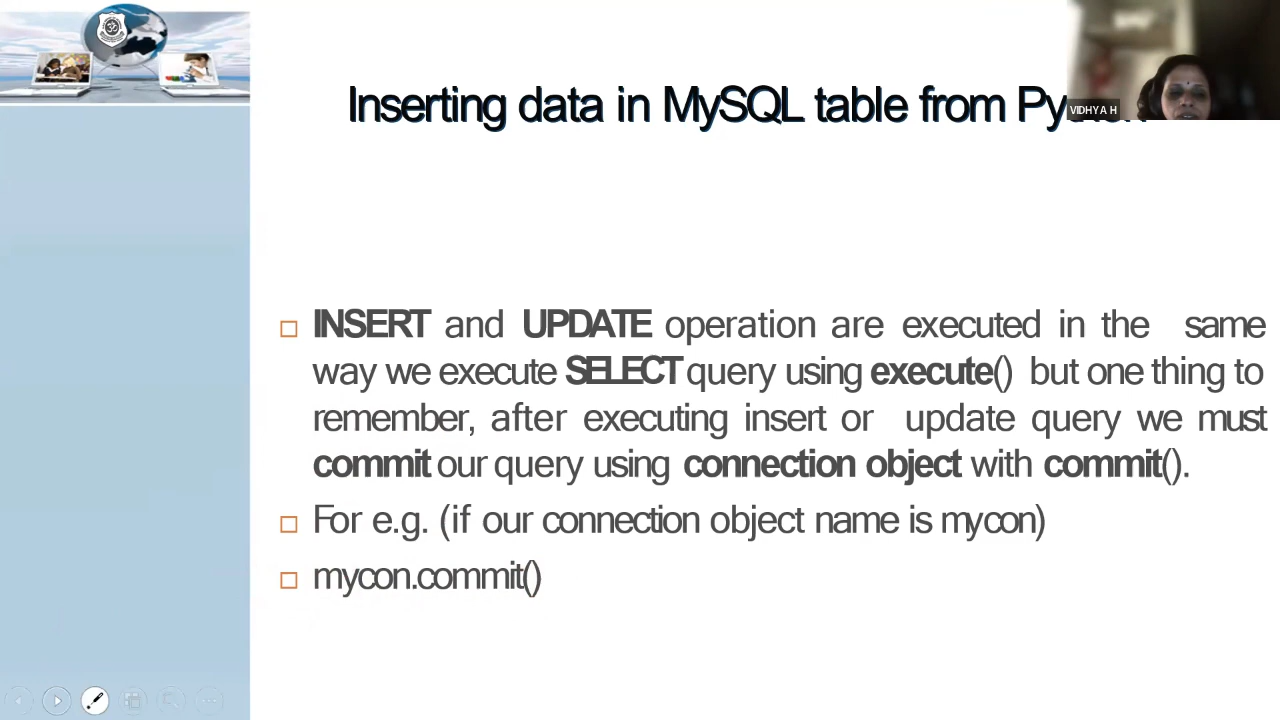 Inserting data in MySQL table from
VIDHYA H
INSERT and UPDATE operation are executed in the same
way we execute SELECT query using execute() but one thing to
remember, after executing insert or update query we must
commit our query using connection object with commit().
For e.g. (if our connection object name is mycon)
mycon.commit()